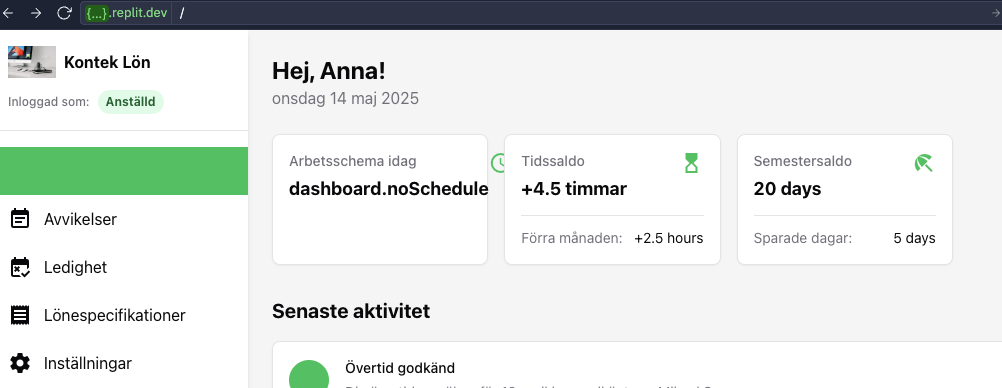 {...}.replit.dev /
Kontek Lön
Inloggad som: Anställd
Avvikelser
Ledighet
Lönespecifikationer
Inställningar
Hej, Anna!
onsdag 14 maj 2025
Arbetsschema idag
dashboard.noSchedule
Tidssaldo
+4.5 timmar
Förra månaden: +2.5 hours
Semestersaldo
20 days
Sparade dagar: 5 days
Senaste aktivitet
Övertid godkänd